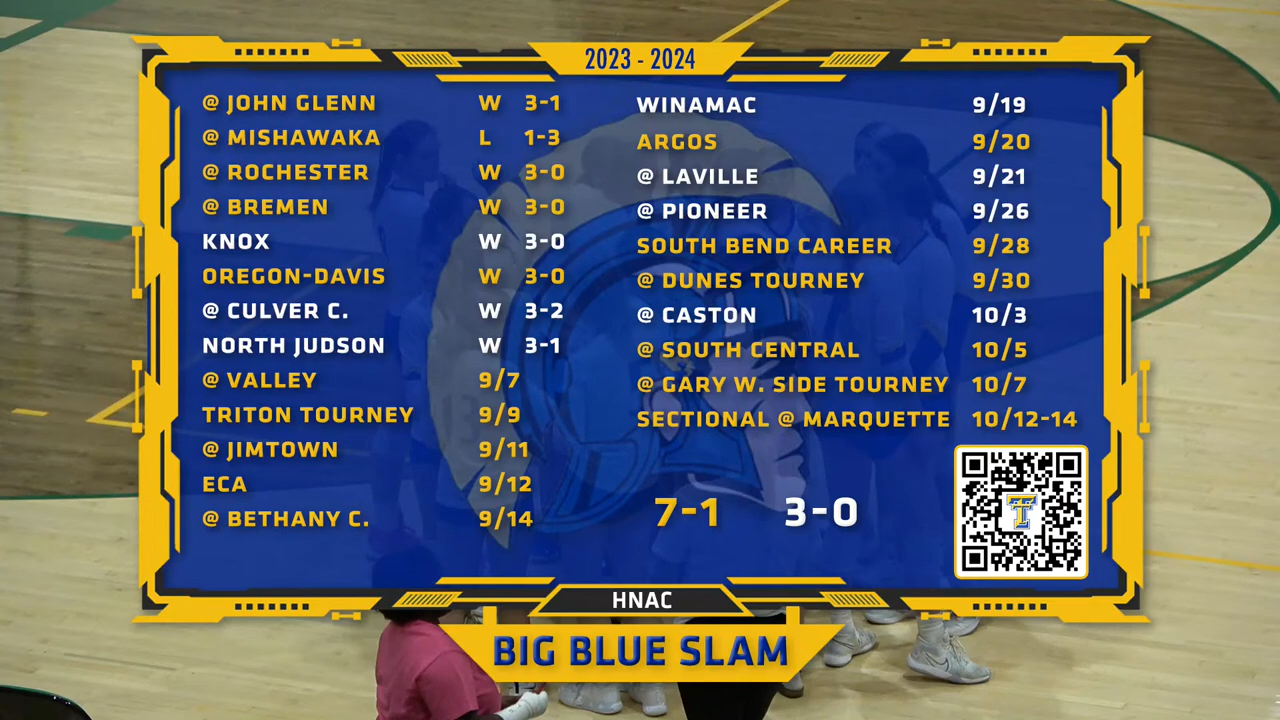 2023 - 2024
@ JOHN GLENN W 3-1
@ MISHAWAKA L 1-3
@ ROCHESTER W 3-0
@ BREMEN W 3-0
KNOX W 3-0
OREGON-DAVIS W 3-0
@ CULVER C. W 3-2
NORTH JUDSON W 3-1
@ VALLEY 9/7
TRITON TOURNEY 9/9
@ JIMTOWN 9/11
ECA 9/12
@ BETHANY C. 9/14
WINAMAC 9/19
ARGOS 9/20
@ LAVILLE 9/21
@ PIONEER 9/26
SOUTH BEND CAREER 9/28
@ DUNES TOURNEY 9/30
@ CASTON 10/3
@ SOUTH CENTRAL 10/5
@ GARY W. SIDE TOURNEY 10/7
SECTIONAL @ MARQUETTE 10/12-14
7-1 3-0
T
HNAC
BIG BLUE SLAM